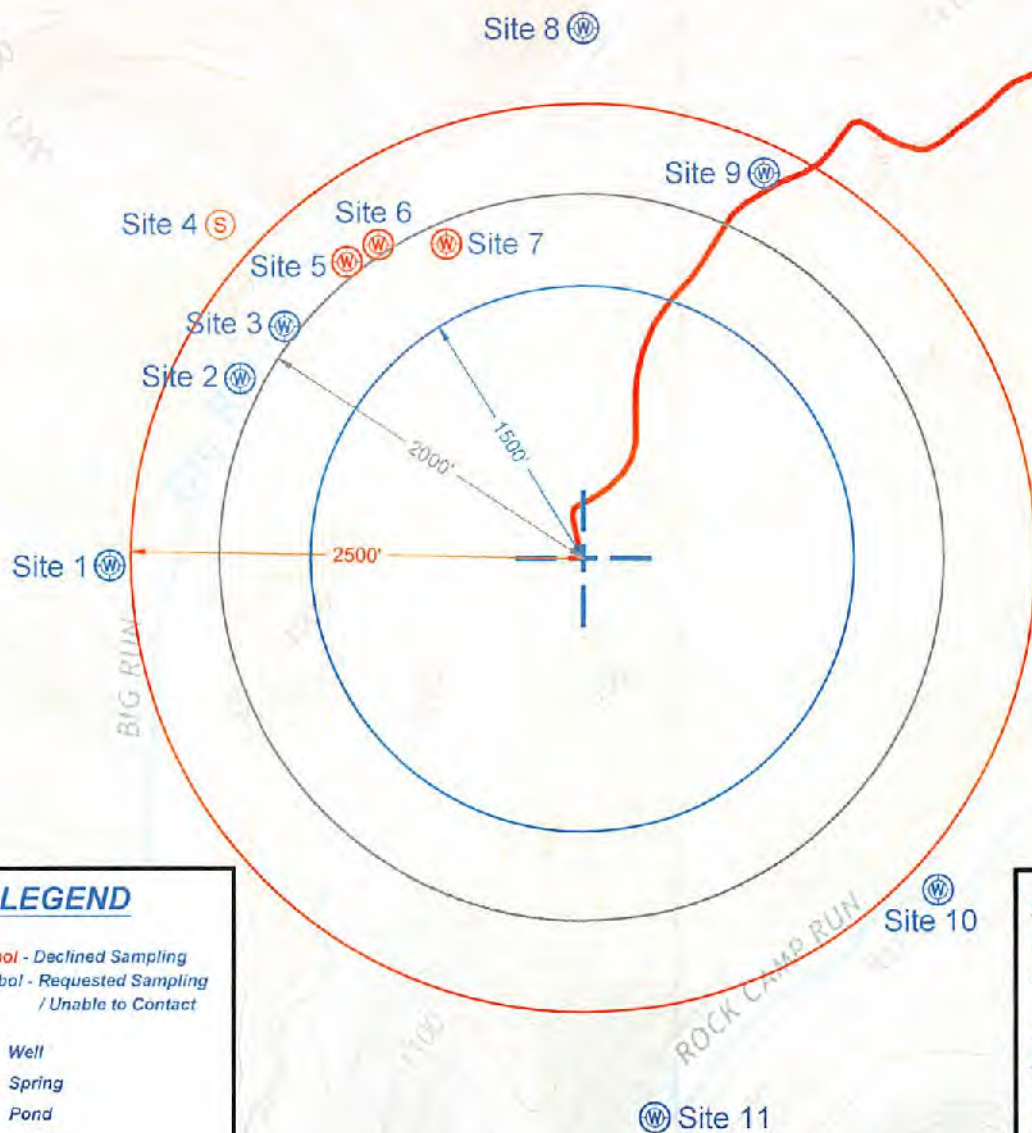 Site 8 W
Site 9 W
Site 4 S
Site 6
W
W Site 7
Site 5 W
Site 3 W
Site 2 W
1500'
2000'
2500'
Site 1 W
BIG RUN
W
Site 10
ROCK CAMP RUN
1100
W Site 11
LEGEND
- Declined Sampling
- Requested Sampling
/ Unable to Contact
Well
Spring
Pond